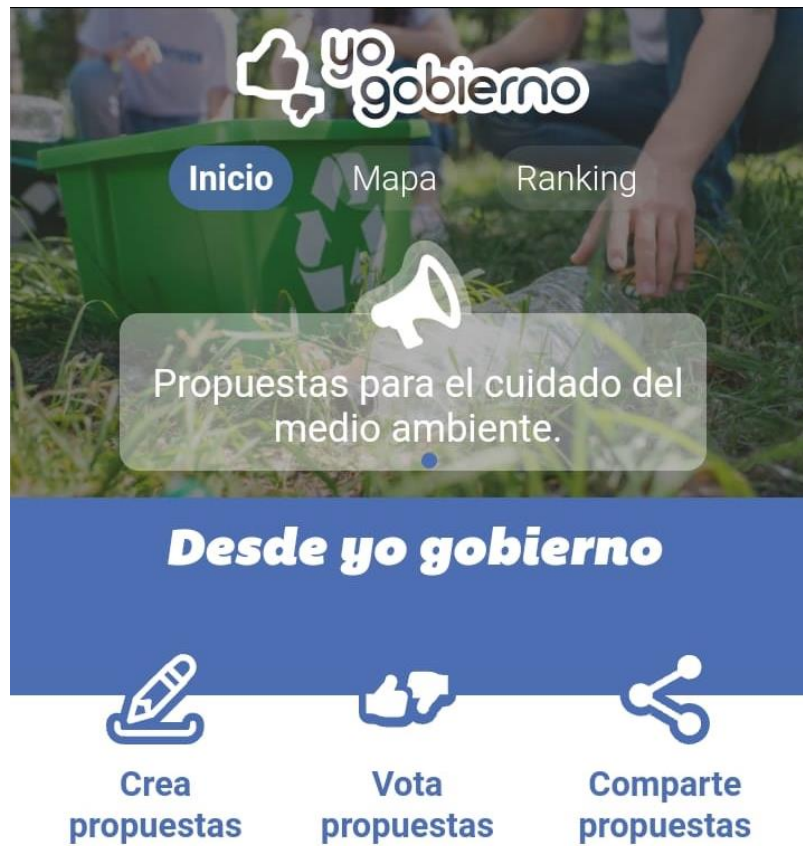 yo
gobierno
Inicio Mapa Ranking
Propuestas para el cuidado del
medio ambiente.
Desde yo gobierno
Crea
propuestas
Vota
propuestas
Comparte
propuestas